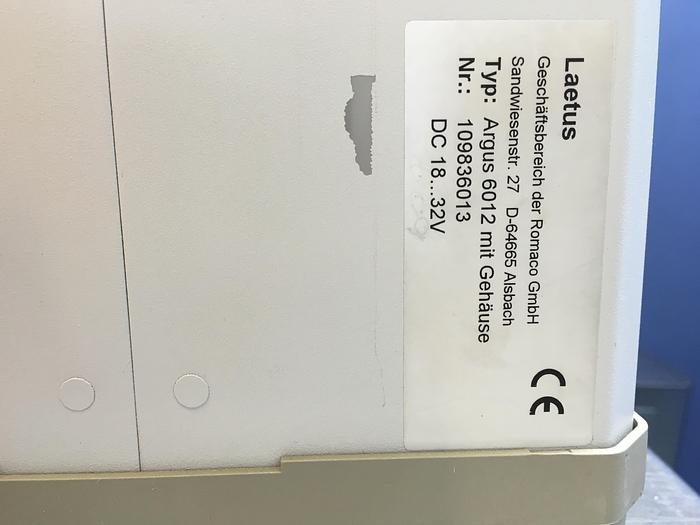 Laetus
Geschäftsbereich der Romaco GmbH
Sandwiesenstr. 27 D-64665 Alsbach
Typ: Argus 6012 mit Gehäuse
Nr.: 109836013
DC 18...32V
CE